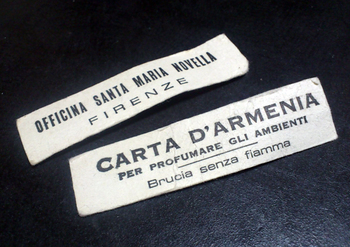 OFFICINA SANTA MARIA NOVELLA
FIRENZE
CARTA D'ARMENIA
PER PROFUMARE GLI AMBIENTI
Brucia senza fiamma